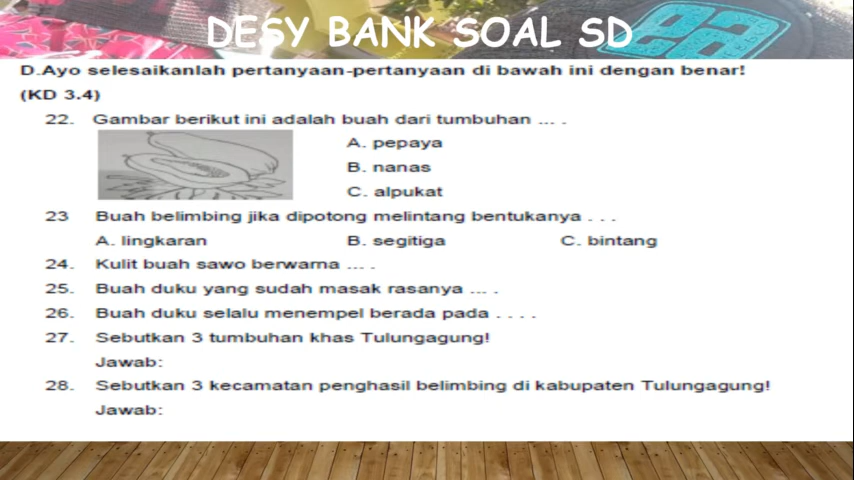 DESY BANK SOAL SD
D.Ayo selesaikanlah pertanyaan-pertanyaan di bawah ini dengan benar!
(KD 3.4)
22. Gambar berikut ini adalah buah dari tumbuhan ... .
A. pepaya
B. nanas
C. alpukat
23 Buah belimbing jika dipotong melintang bentukanya . . .
A. lingkaran B. segitiga C. bintang
24. Kulit buah sawo berwarna ... .
25. Buah duku yang sudah masak rasanya ... .
26. Buah duku selalu menempel berada pada . . . .
27. Sebutkan 3 tumbuhan khas Tulungagung!
Jawab:
28. Sebutkan 3 kecamatan penghasil belimbing di kabupaten Tulungagung!
Jawab: